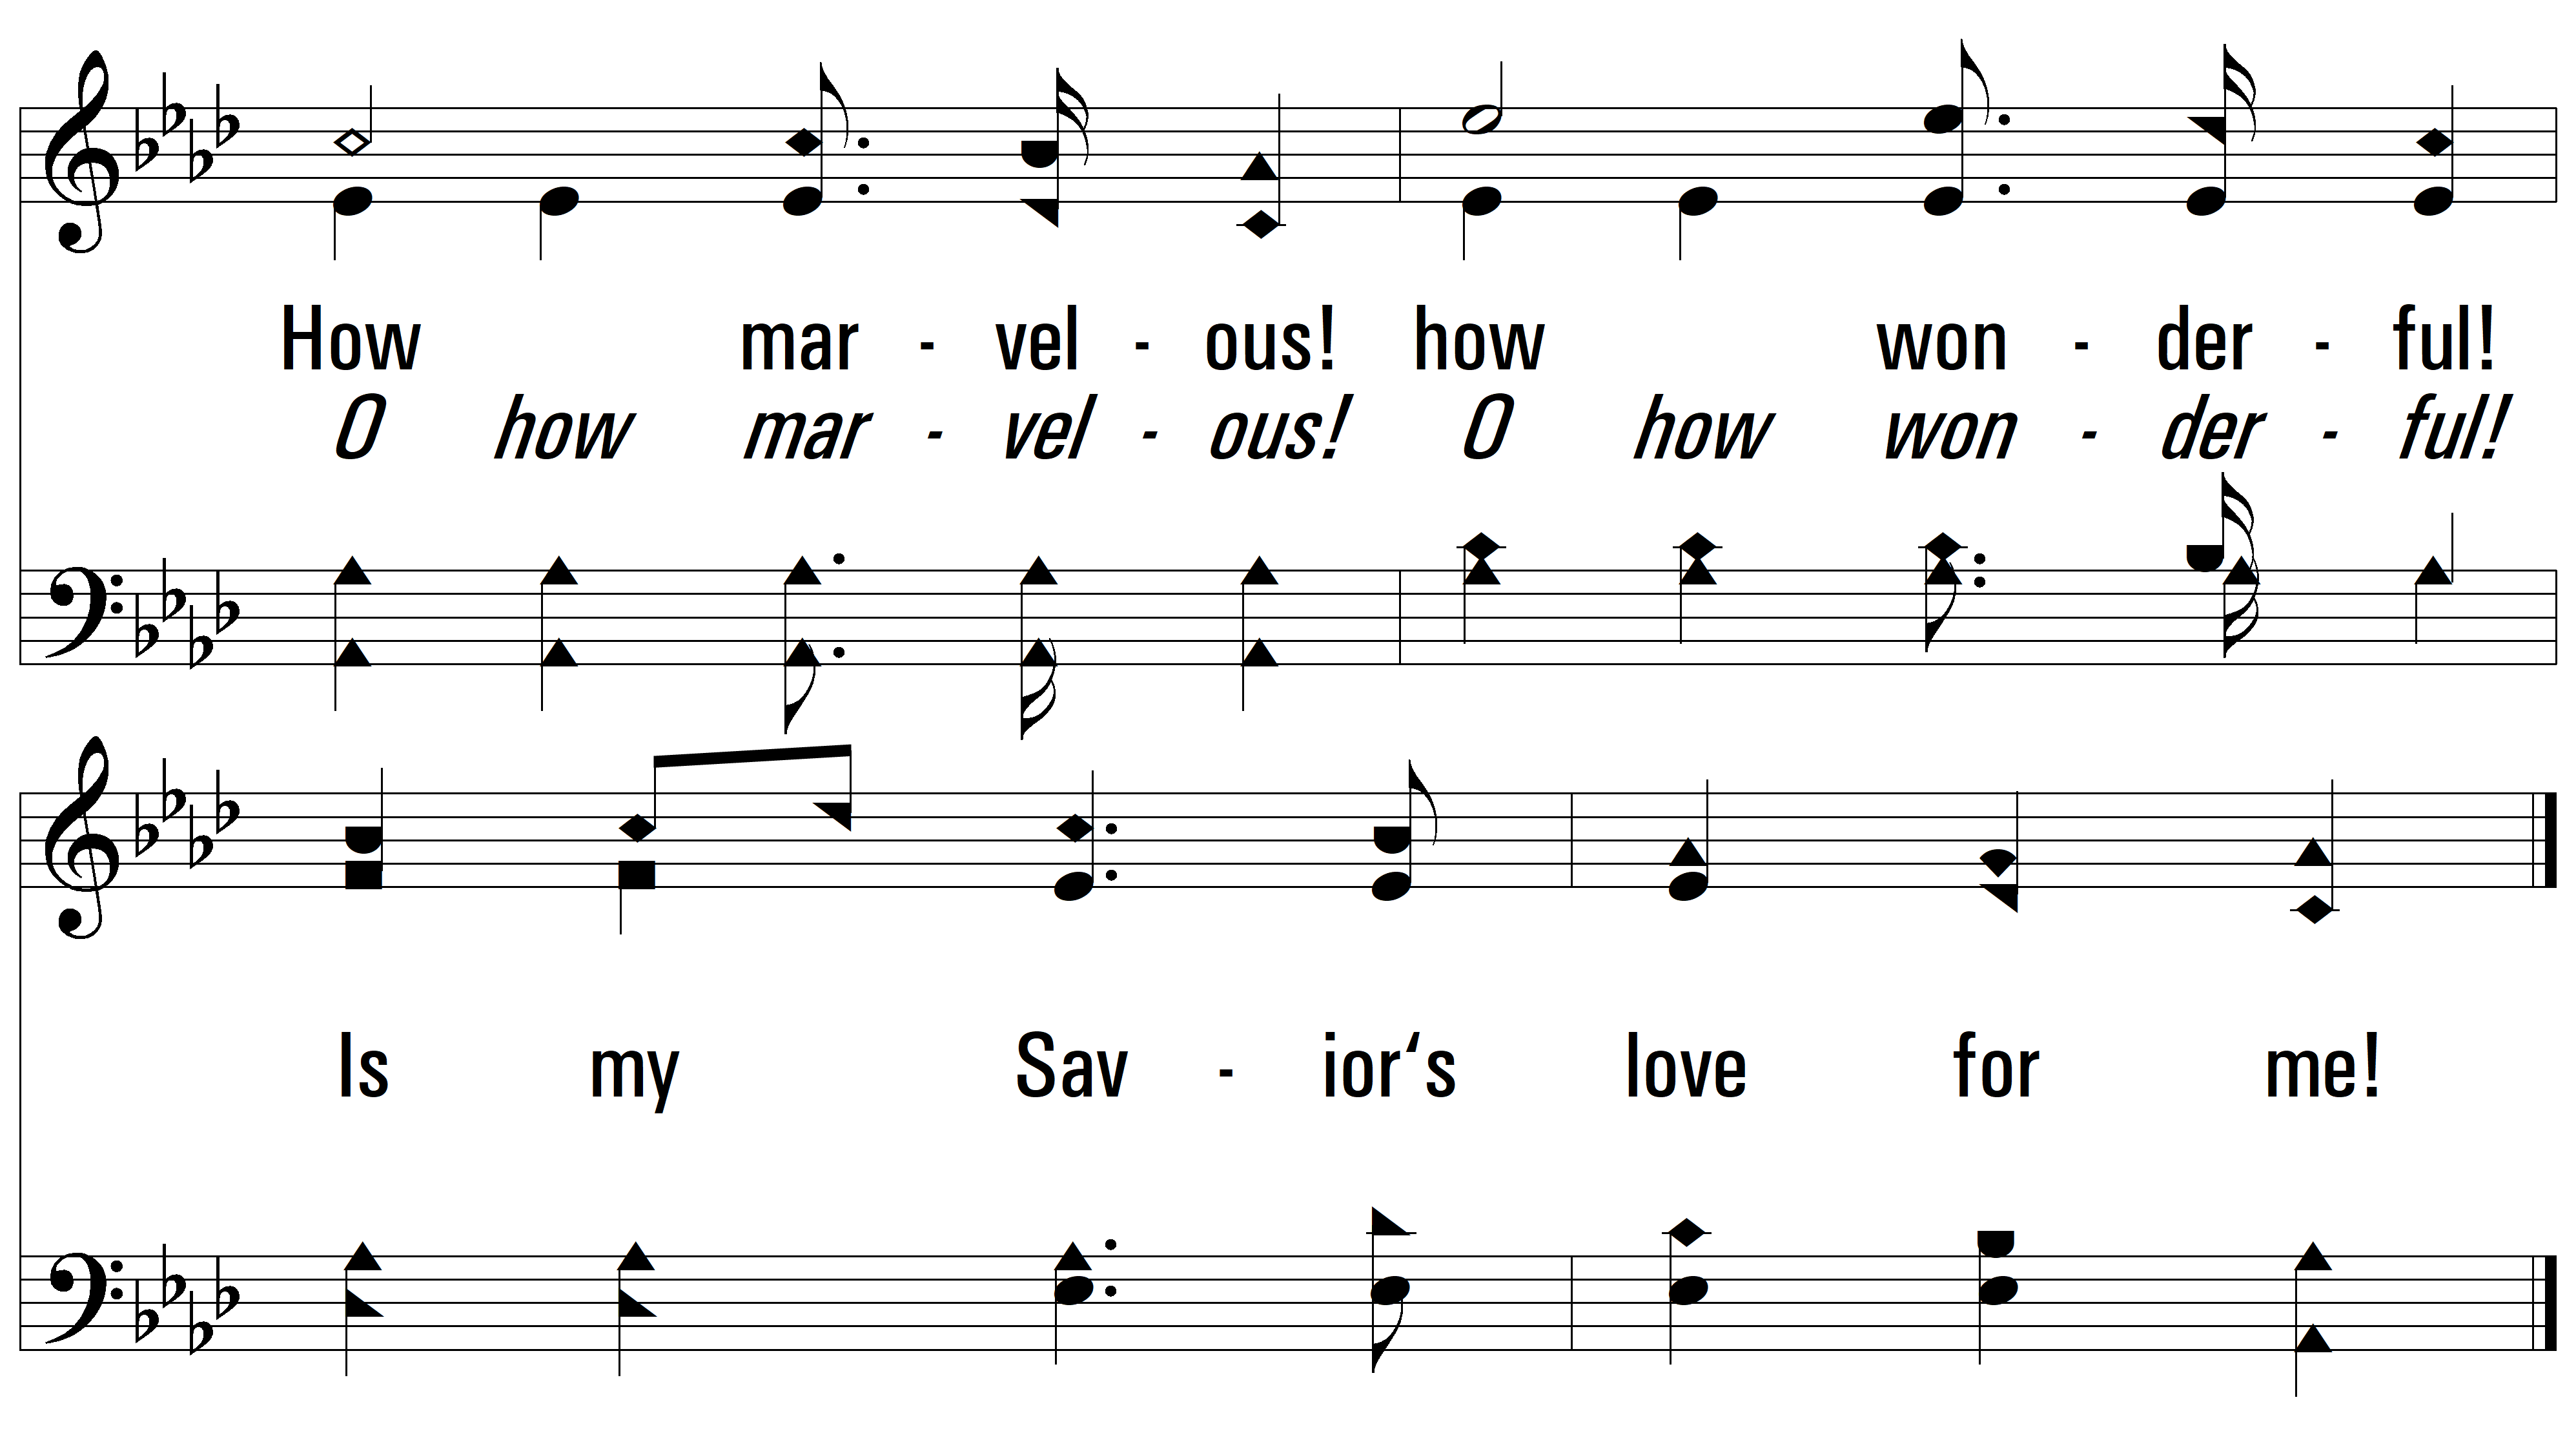 How mar - vel - ous! how won - der - ful!
O how mar - vel - ous! O how won - der - ful!
Is my Sav - ior‘s love for me!